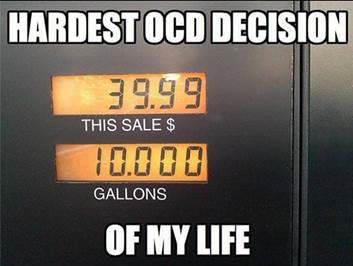 HARDEST OCD DECISION
39.99
THIS SALE $
10.000
GALLONS
OF MY LIFE